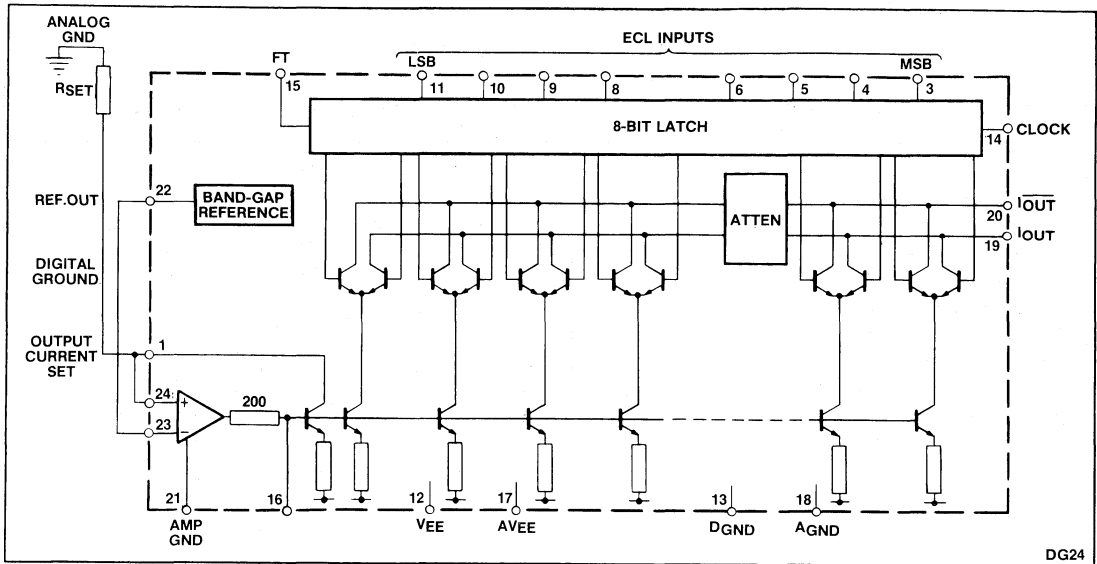 ANALOG
GND
RSET
FT
15
ECL INPUTS
LSB
MSB
11
10
9
8
6
5
4
3
8-BIT LATCH
14
CLOCK
REF.OUT
22
BAND-GAP
REFERENCE
ATTEN
IOUT
20
IOUT
19
DIGITAL
GROUND
OUTPUT
CURRENT
SET
1
24
+
23
−
200
21
AMP
GND
16
12
VEE
17
AVEE
13
DGND
18
AGND
DG24